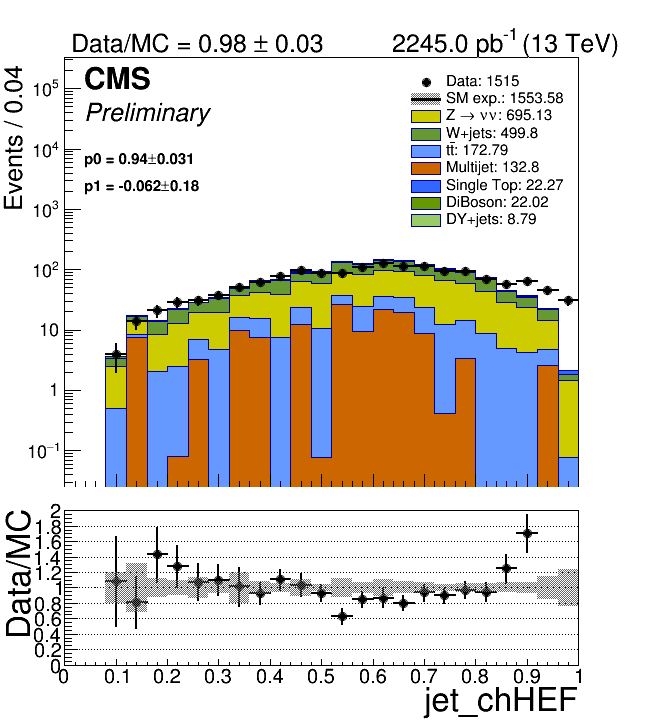 Data/MC = 0.98 ± 0.03
2245.0 pb⁻¹ (13 TeV)
CMS
Preliminary
p0 = 0.94±0.031
p1 = -0.062±0.18
Data: 1515
SM exp.: 1553.58
Z → νν: 695.13
W+jets: 499.8
tt̄: 172.79
Multijet: 132.8
Single Top: 22.27
DiBoson: 22.02
DY+jets: 8.79
Events / 0.04
10⁵
10⁴
10³
10²
10
1
10⁻¹
Data/MC
2
1.8
1.6
1.4
1.2
1
0.8
0.6
0.4
0.2
0
0 0.1 0.2 0.3 0.4 0.5 0.6 0.7 0.8 0.9 1
jet_chHEF